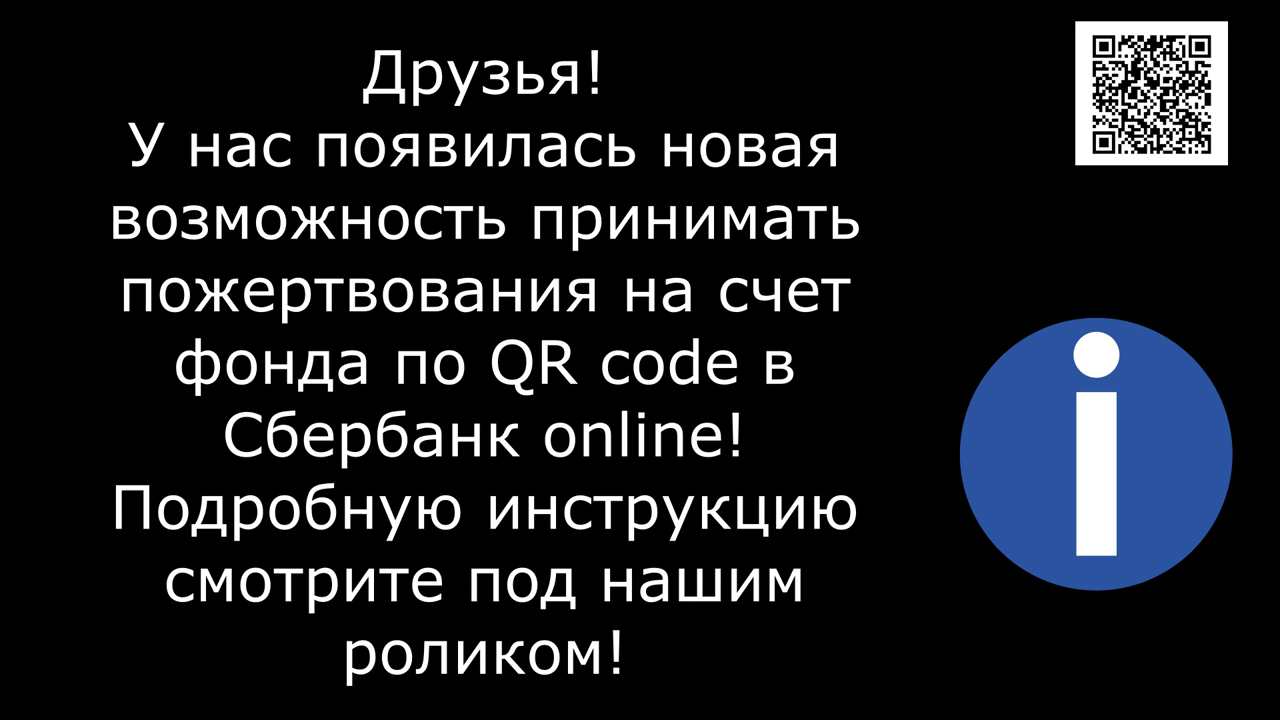 Друзья!
У нас появилась новая
возможность принимать
пожертвования на счет
фонда по QR code в
Сбербанк online!
Подробную инструкцию
смотрите под нашим
роликом!
i